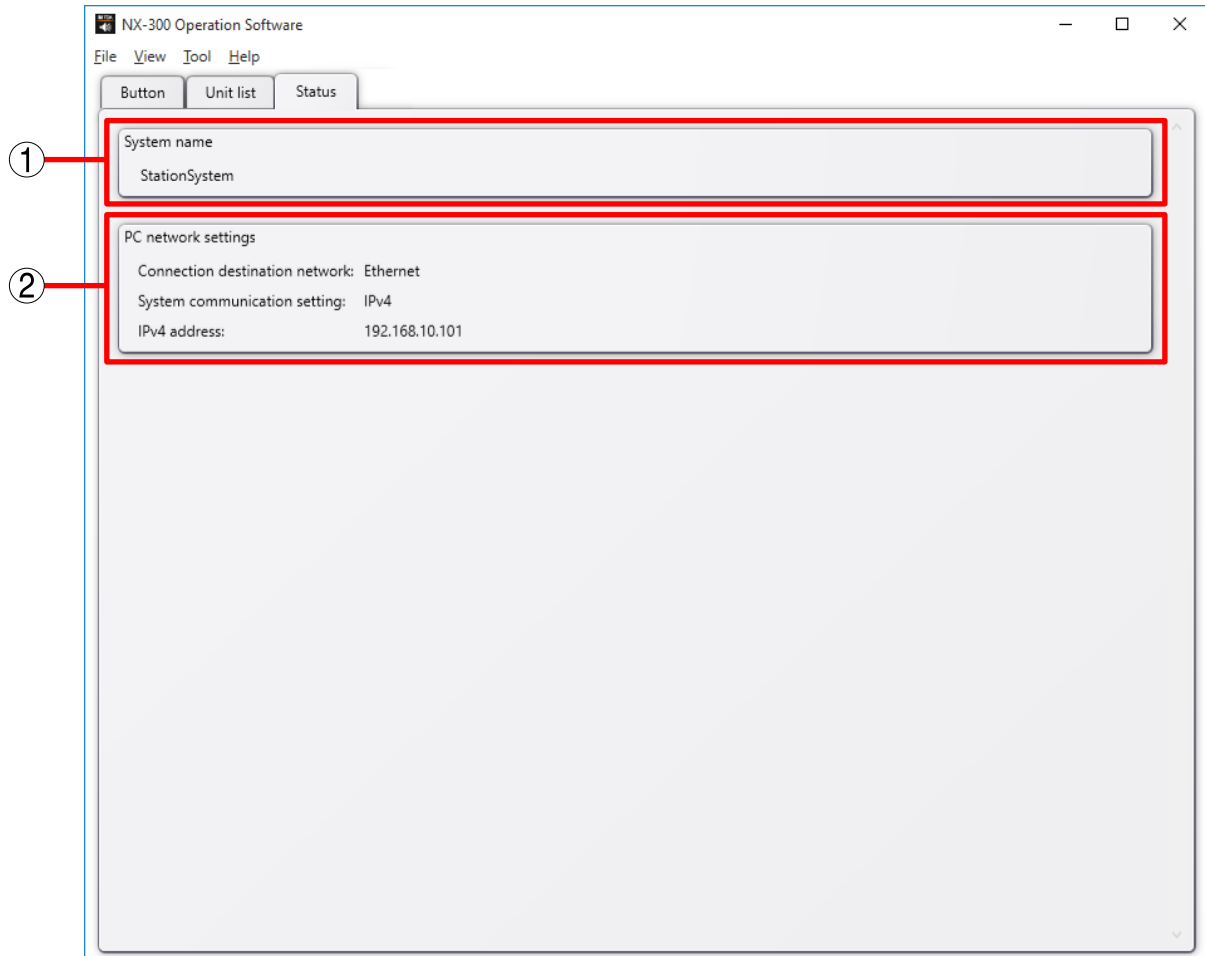 NX-300 Operation Software
File View Tool Help
Button Unit list Status
① System name
StationSystem
② PC network settings
Connection destination network: Ethernet
System communication setting: IPv4
IPv4 address: 192.168.10.101